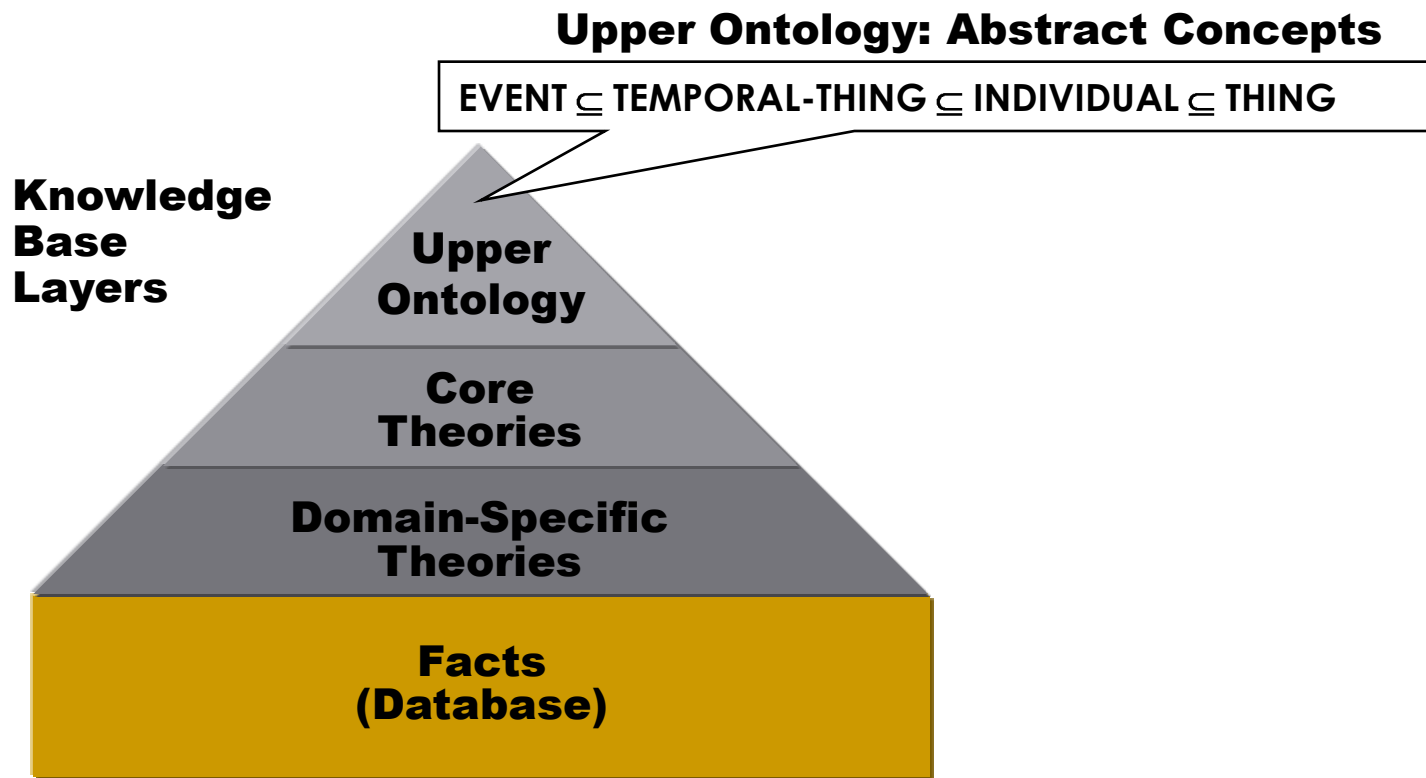 Upper Ontology: Abstract Concepts
EVENT ⊆ TEMPORAL-THING ⊆ INDIVIDUAL ⊆ THING
Knowledge
Base
Layers
Upper
Ontology
Core
Theories
Domain-Specific
Theories
Facts
(Database)